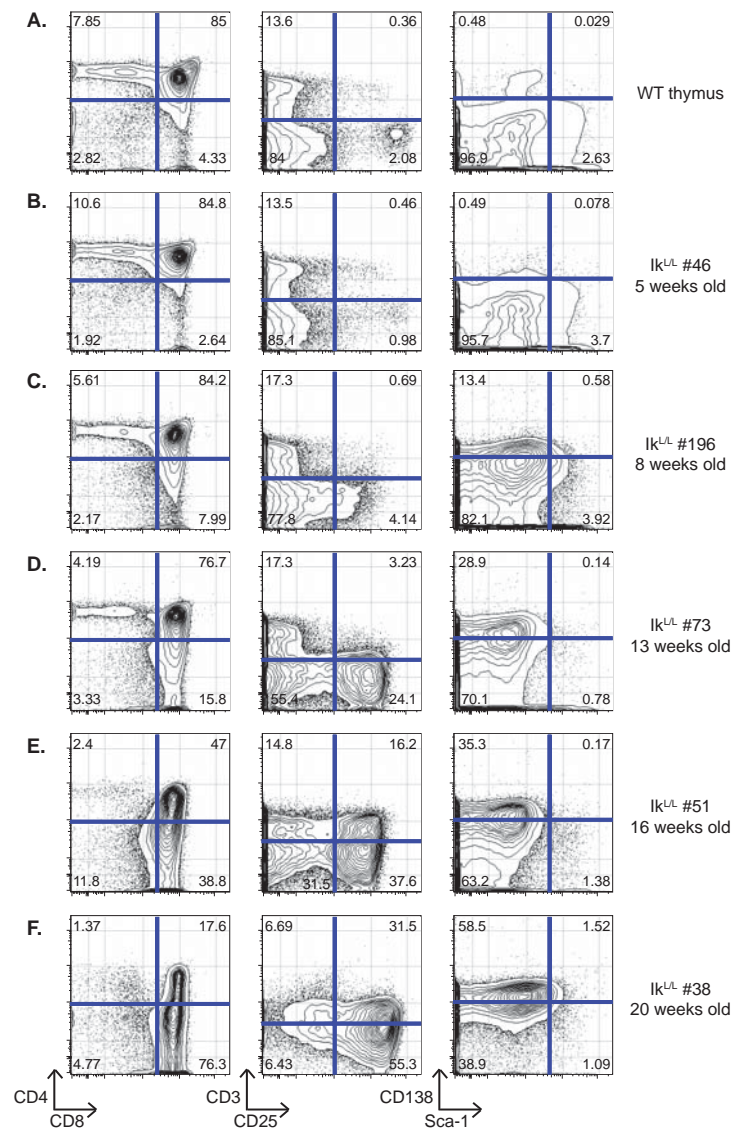 A.
7.85 85
2.82 4.33
13.6 0.36
84 2.08
0.48 0.029
96.9 2.63
WT thymus
B.
10.6 84.8
1.92 2.64
13.5 0.46
85.1 0.98
0.49 0.078
95.7 3.7
IkL/L #46
5 weeks old
C.
5.61 84.2
2.17 7.99
17.3 0.69
77.8 4.14
13.4 0.58
82.1 3.92
IkL/L #196
8 weeks old
D.
4.19 76.7
3.33 15.8
17.3 3.23
55.4 24.1
28.9 0.14
70.1 0.78
IkL/L #73
13 weeks old
E.
2.4 47
11.8 38.8
14.8 16.2
31.5 37.6
35.3 0.17
63.2 1.38
IkL/L #51
16 weeks old
F.
1.37 17.6
4.77 76.3
6.69 31.5
6.43 55.3
58.5 1.52
38.9 1.09
IkL/L #38
20 weeks old
CD4
CD8
CD3
CD25
CD138
Sca-1